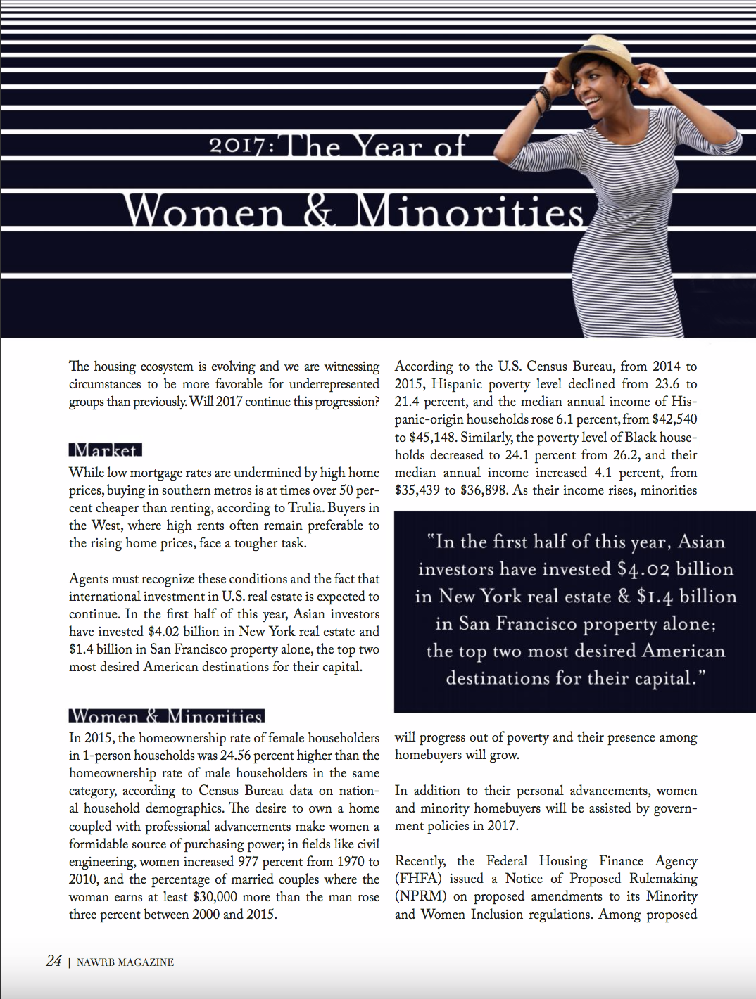 2017: The Year of
Women & Minorities
The housing ecosystem is evolving and we are witnessing
circumstances to be more favorable for underrepresented
groups than previously. Will 2017 continue this progression?
Market
While low mortgage rates are undermined by high home
prices, buying in southern metros is at times over 50 per-
cent cheaper than renting, according to Trulia. Buyers in
the West, where high rents often remain preferable to
the rising home prices, face a tougher task.
Agents must recognize these conditions and the fact that
international investment in U.S. real estate is expected to
continue. In the first half of this year, Asian investors
have invested $4.02 billion in New York real estate and
$1.4 billion in San Francisco property alone, the top two
most desired American destinations for their capital.
Women & Minorities
In 2015, the homeownership rate of female householders
in 1-person households was 24.56 percent higher than the
homeownership rate of male householders in the same
category, according to Census Bureau data on nation-
al household demographics. The desire to own a home
coupled with professional advancements make women a
formidable source of purchasing power; in fields like civil
engineering, women increased 977 percent from 1970 to
2010, and the percentage of married couples where the
woman earns at least $30,000 more than the man rose
three percent between 2000 and 2015.
According to the U.S. Census Bureau, from 2014 to
2015, Hispanic poverty level declined from 23.6 to
21.4 percent, and the median annual income of His-
panic-origin households rose 6.1 percent, from $42,540
to $45,148. Similarly, the poverty level of Black house-
holds decreased to 24.1 percent from 26.2, and their
median annual income increased 4.1 percent, from
$35,439 to $36,898. As their income rises, minorities
"In the first half of this year, Asian
investors have invested $4.02 billion
in New York real estate & $1.4 billion
in San Francisco property alone;
the top two most desired American
destinations for their capital."
will progress out of poverty and their presence among
homebuyers will grow.
In addition to their personal advancements, women
and minority homebuyers will be assisted by govern-
ment policies in 2017.
Recently, the Federal Housing Finance Agency
(FHFA) issued a Notice of Proposed Rulemaking
(NPRM) on proposed amendments to its Minority
and Women Inclusion regulations. Among proposed
24 | NAWRB MAGAZINE